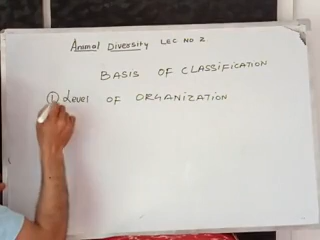 Animal Diversity LEC NO 2
BASIS OF CLASSIFICATION
① Level OF ORGANIZATION